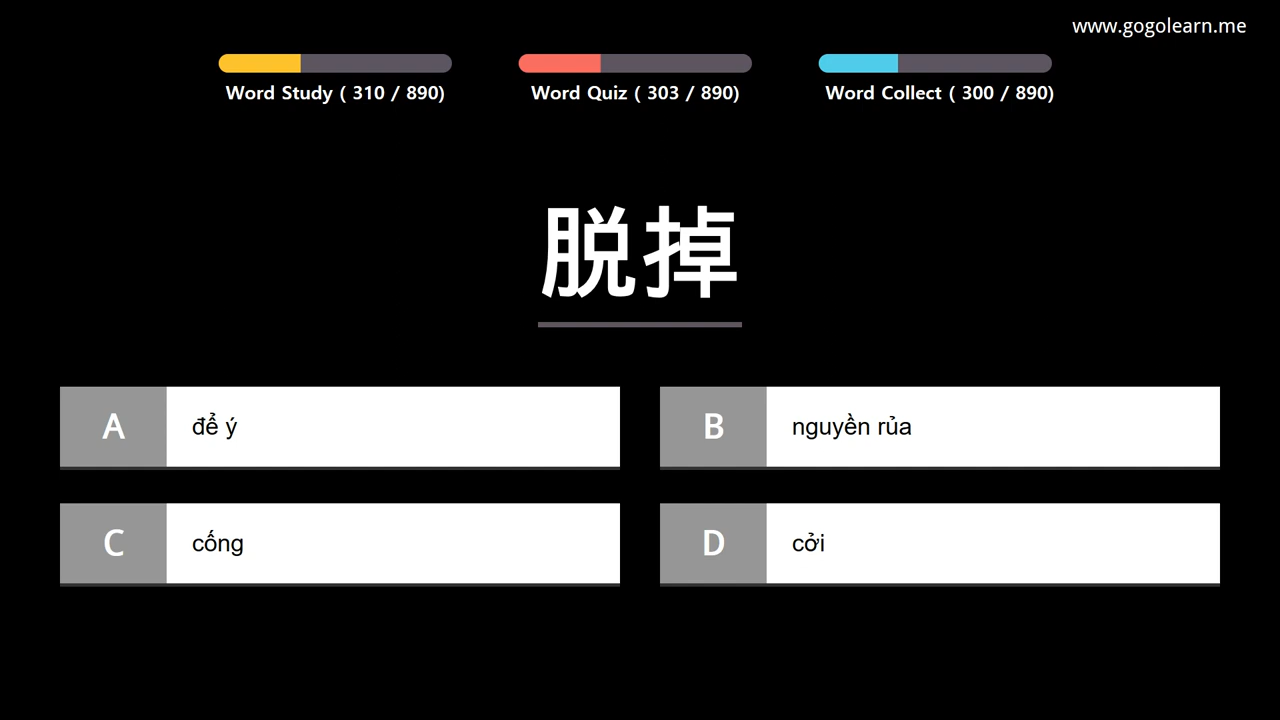 www.gogolearn.me
Word Study ( 310 / 890)
Word Quiz ( 303 / 890)
Word Collect ( 300 / 890)
脱掉
A để ý
B nguyền rủa
C cống
D cởi